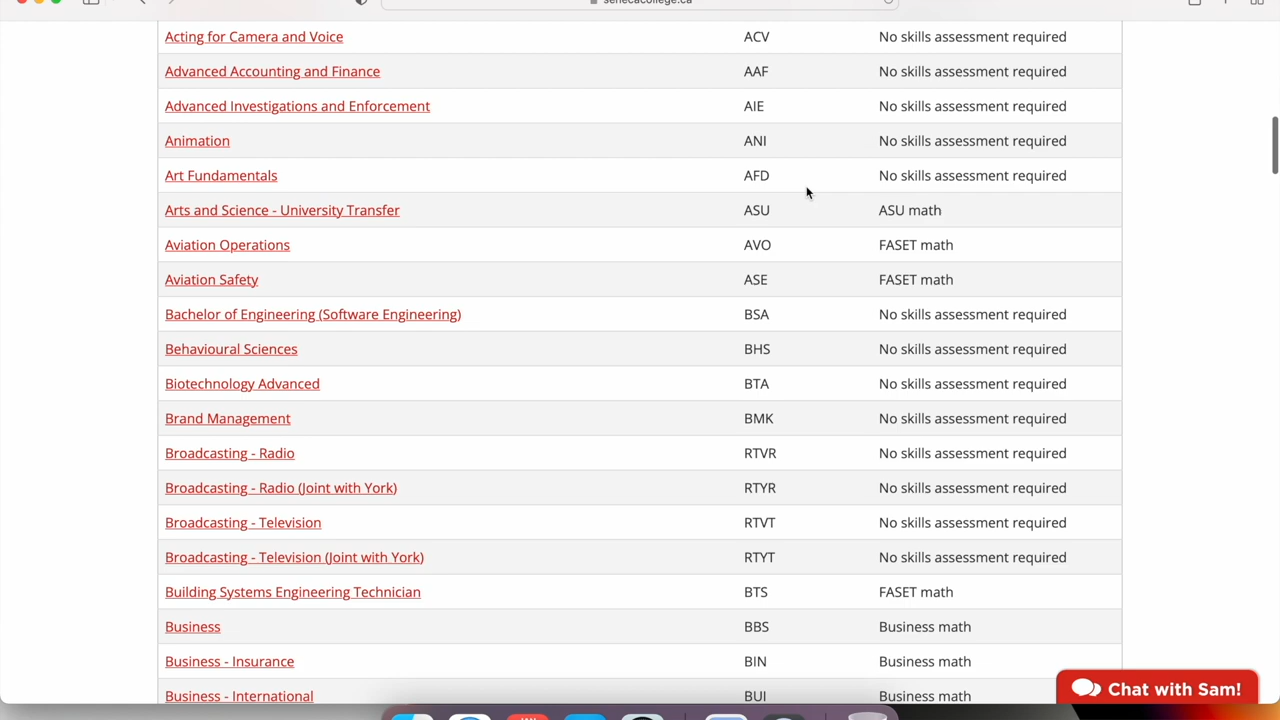 senecacollege.ca
Acting for Camera and Voice ACV No skills assessment required
Advanced Accounting and Finance AAF No skills assessment required
Advanced Investigations and Enforcement AIE No skills assessment required
Animation ANI No skills assessment required
Art Fundamentals AFD No skills assessment required
Arts and Science - University Transfer ASU ASU math
Aviation Operations AVO FASET math
Aviation Safety ASE FASET math
Bachelor of Engineering (Software Engineering) BSA No skills assessment required
Behavioural Sciences BHS No skills assessment required
Biotechnology Advanced BTA No skills assessment required
Brand Management BMK No skills assessment required
Broadcasting - Radio RTVR No skills assessment required
Broadcasting - Radio (Joint with York) RTYR No skills assessment required
Broadcasting - Television RTVT No skills assessment required
Broadcasting - Television (Joint with York) RTYT No skills assessment required
Building Systems Engineering Technician BTS FASET math
Business BBS Business math
Business - Insurance BIN Business math
Business - International BUI Business math
Chat with Sam!